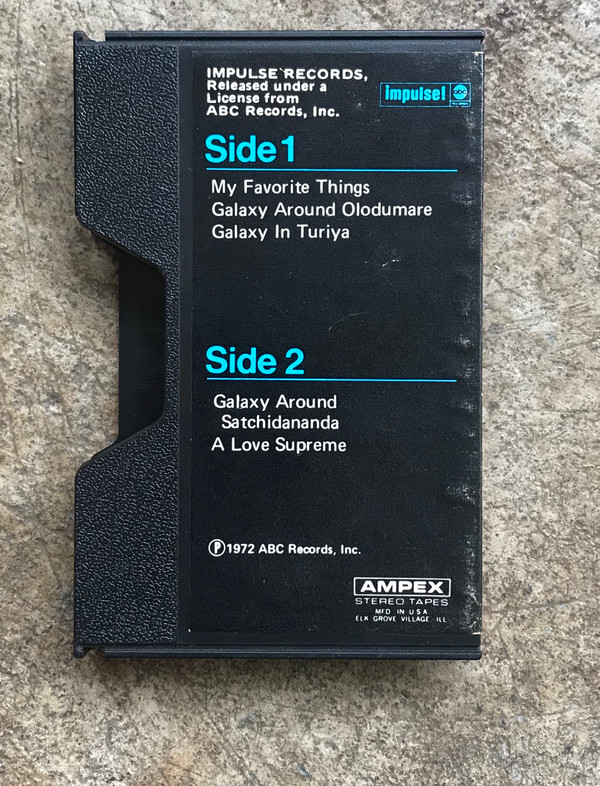 IMPULSE RECORDS,
Released under a
License from
ABC Records, Inc.
impulse! abc
Side 1
My Favorite Things
Galaxy Around Olodumare
Galaxy In Turiya
Side 2
Galaxy Around
Satchidananda
A Love Supreme
Ⓟ1972 ABC Records, Inc.
AMPEX
STEREO TAPES
MFD IN U S A
ELK GROVE VILLAGE, ILL